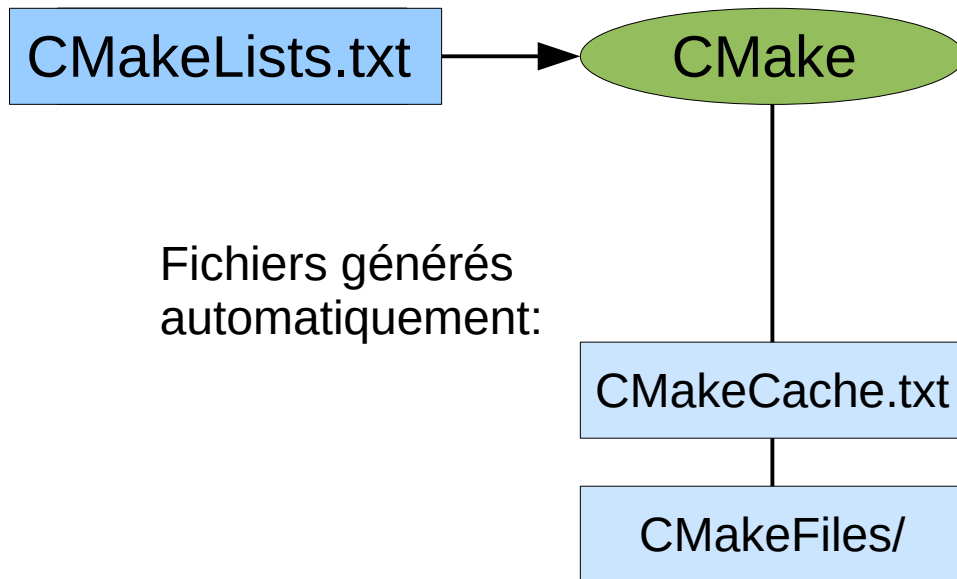 CMakeLists.txt
CMake
Fichiers générés
automatiquement:
CMakeCache.txt
CMakeFiles/